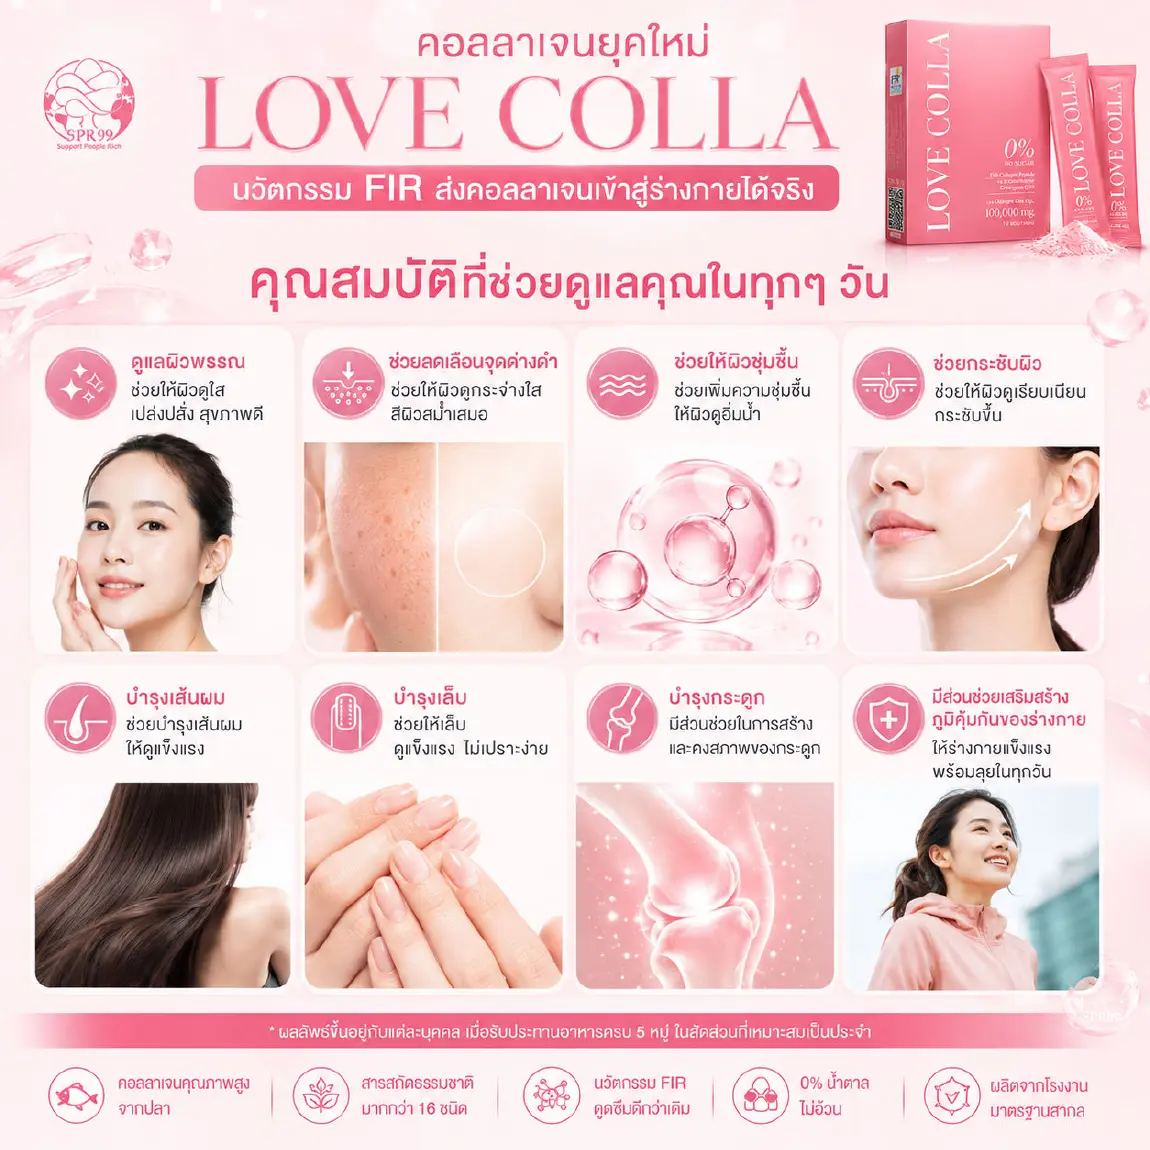 คอลลาเจนยุคใหม่
LOVE COLLA
นวัตกรรม FIR ส่งคอลลาเจนเข้าสู่ร่างกายได้จริง
SPR99
Support People Rich
LOVE COLLA
0%
100,000 mg.
LOVE COLLA
0%
LOVE COLLA
0%
คุณสมบัติที่ช่วยดูแลคุณในทุกๆ วัน
ดูแลผิวพรรณ
ช่วยให้ผิวดูใส
เปล่งปลั่ง สุขภาพดี
ช่วยลดเลือนจุดด่างดำ
ช่วยให้ผิวดูกระจ่างใส
สีผิวสม่ำเสมอ
ช่วยให้ผิวชุ่มชื้น
ช่วยเพิ่มความชุ่มชื้น
ให้ผิวดูอิ่มน้ำ
ช่วยกระชับผิว
ช่วยให้ผิวดูเรียบเนียน
กระชับขึ้น
บำรุงเส้นผม
ช่วยบำรุงเส้นผม
ให้ดูแข็งแรง
บำรุงเล็บ
ช่วยให้เล็บ
ดูแข็งแรง ไม่เปราะง่าย
บำรุงกระดูก
มีส่วนช่วยในการสร้าง
และคงสภาพของกระดูก
มีส่วนช่วยเสริมสร้าง
ภูมิคุ้มกันของร่างกาย
ให้ร่างกายแข็งแรง
พร้อมลุยในทุกวัน
* ผลลัพธ์ขึ้นอยู่กับแต่ละบุคคล เมื่อรับประทานอาหารครบ 5 หมู่ ในสัดส่วนที่เหมาะสมเป็นประจำ
คอลลาเจนคุณภาพสูง
จากปลา
สารสกัดธรรมชาติ
มากกว่า 16 ชนิด
นวัตกรรม FIR
ดูดซึมดีกว่าเดิม
0% น้ำตาล
ไม่อ้วน
ผลิตจากโรงงาน
มาตรฐานสากล